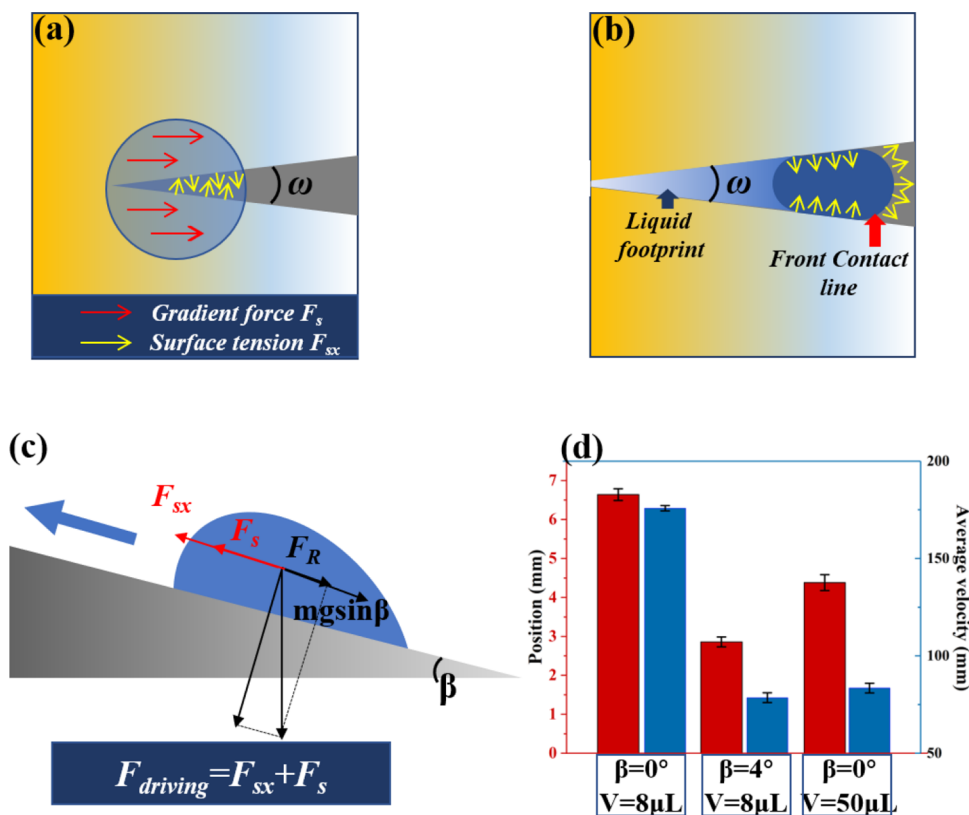 (a)
ω
Gradient force Fs
Surface tension Fsx
(b)
ω
Liquid
footprint
Front Contact
line
(c)
Fsx
Fs
FR
mgsinβ
β
Fdriving=Fsx+Fs
(d)
Position (mm)
7
6
5
4
3
2
1
0
200
150
100
50
Average velocity (mm)
β=0°
V=8μL
β=4°
V=8μL
β=0°
V=50μL